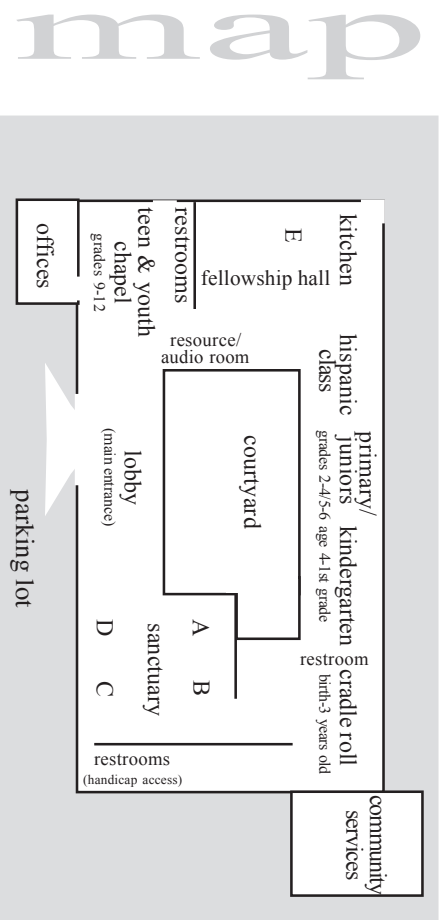 map
offices
teen & youth
chapel
grades 9-12
restrooms
E
fellowship hall
kitchen
resource/
audio room
hispanic
class
primary/
juniors
grades 2-4/5-6
kindergarten
age 4-1st grade
courtyard
lobby
(main entrance)
parking lot
A
B
sanctuary
D
C
restroom
cradle roll
birth-3 years old
restrooms
(handicap access)
community
services